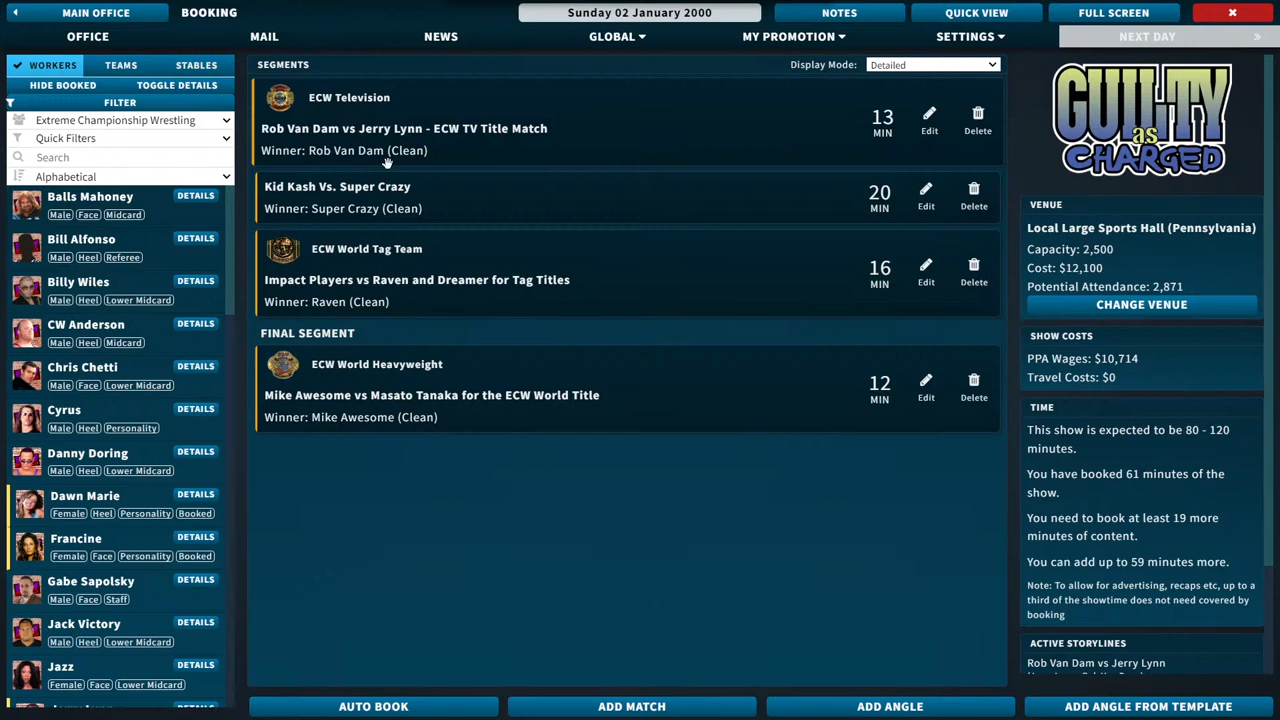 MAIN OFFICE
BOOKING
Sunday 02 January 2000
NOTES
QUICK VIEW
FULL SCREEN
OFFICE
MAIL
NEWS
GLOBAL
MY PROMOTION
SETTINGS
NEXT DAY
WORKERS
TEAMS
STABLES
HIDE BOOKED
TOGGLE DETAILS
FILTER
Extreme Championship Wrestling
Quick Filters
Search
Alphabetical
Balls Mahoney
DETAILS
Male Face Midcard
Bill Alfonso
DETAILS
Male Heel Referee
Billy Wiles
DETAILS
Male Heel Lower Midcard
CW Anderson
DETAILS
Male Heel Midcard
Chris Chetti
DETAILS
Male Face Lower Midcard
Cyrus
DETAILS
Male Heel Personality
Danny Doring
DETAILS
Male Heel Lower Midcard
Dawn Marie
DETAILS
Female Heel Personality Booked
Francine
DETAILS
Female Face Personality Booked
Gabe Sapolsky
DETAILS
Male Face Staff
Jack Victory
DETAILS
Male Heel Lower Midcard
Jazz
DETAILS
Female Face Lower Midcard
SEGMENTS
Display Mode:
Detailed
ECW Television
Rob Van Dam vs Jerry Lynn - ECW TV Title Match
Winner: Rob Van Dam (Clean)
13
MIN
Edit
Delete
Kid Kash Vs. Super Crazy
Winner: Super Crazy (Clean)
20
MIN
Edit
Delete
ECW World Tag Team
Impact Players vs Raven and Dreamer for Tag Titles
Winner: Raven (Clean)
16
MIN
Edit
Delete
FINAL SEGMENT
ECW World Heavyweight
Mike Awesome vs Masato Tanaka for the ECW World Title
Winner: Mike Awesome (Clean)
12
MIN
Edit
Delete
GUILTY
as
CHARGED
VENUE
Local Large Sports Hall (Pennsylvania)
Capacity: 2,500
Cost: $12,100
Potential Attendance: 2,871
CHANGE VENUE
SHOW COSTS
PPA Wages: $10,714
Travel Costs: $0
TIME
This show is expected to be 80 - 120
minutes.
You have booked 61 minutes of the
show.
You need to book at least 19 more
minutes of content.
You can add up to 59 minutes more.
Note: To allow for advertising, recaps etc, up to a
third of the showtime does not need covered by
booking
ACTIVE STORYLINES
Rob Van Dam vs Jerry Lynn
AUTO BOOK
ADD MATCH
ADD ANGLE
ADD ANGLE FROM TEMPLATE